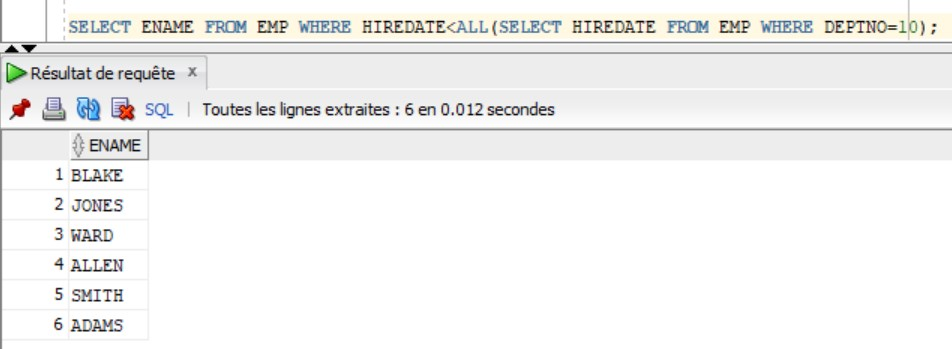 SELECT ENAME FROM EMP WHERE HIREDATE<ALL(SELECT HIREDATE FROM EMP WHERE DEPTNO=10);
Résultat de requête x
SQL | Toutes les lignes extraites : 6 en 0.012 secondes
ENAME
1 BLAKE
2 JONES
3 WARD
4 ALLEN
5 SMITH
6 ADAMS